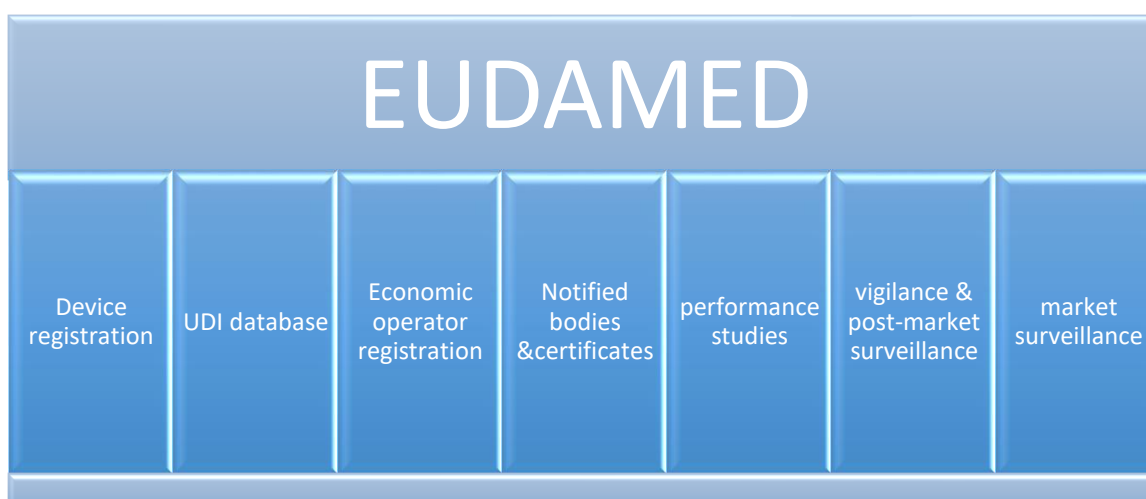 EUDAMED
Device
registration
UDI database
Economic
operator
registration
Notified
bodies
&certificates
performance
studies
vigilance &
post-market
surveillance
market
surveillance